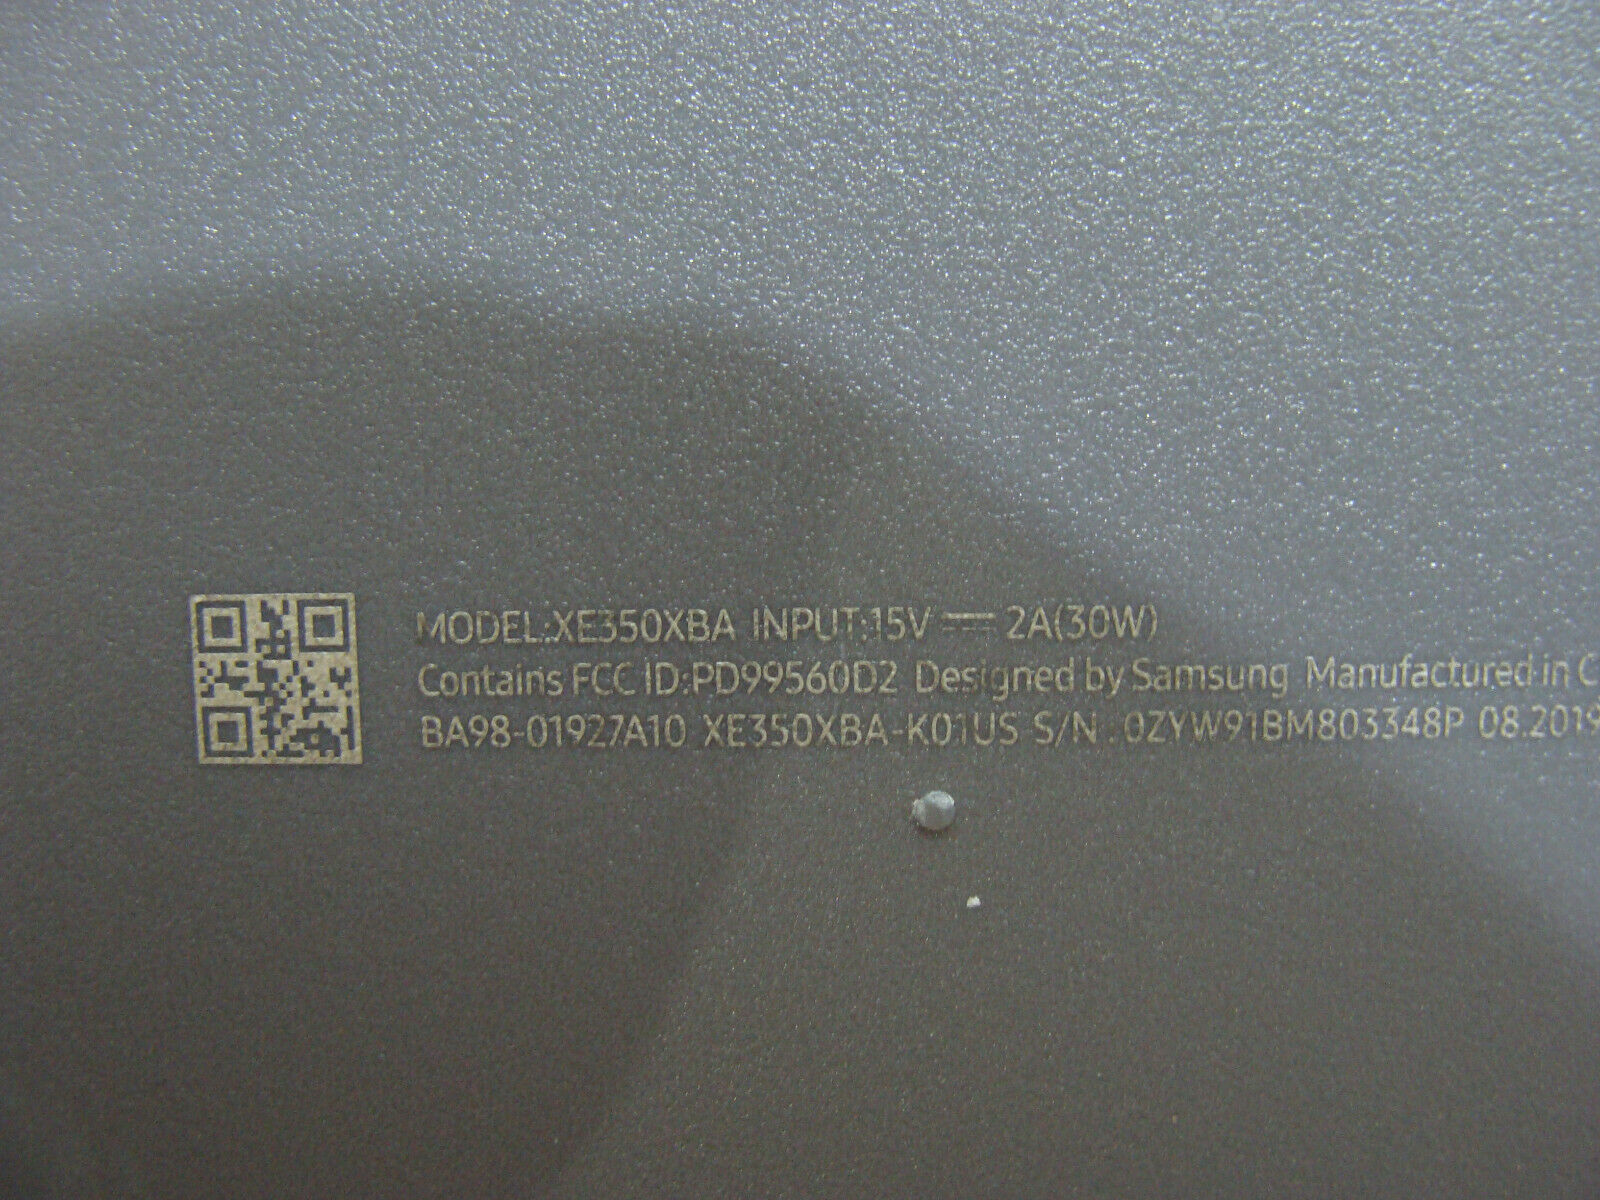 MODEL:XE350XBA INPUT:15V ⎓ 2A(30W)
Contains FCC ID:PD99560D2 Designed by Samsung Manufactured in C
BA98-01927A10 XE350XBA-K01US S/N : 0ZYW91BM803348P 08.2019